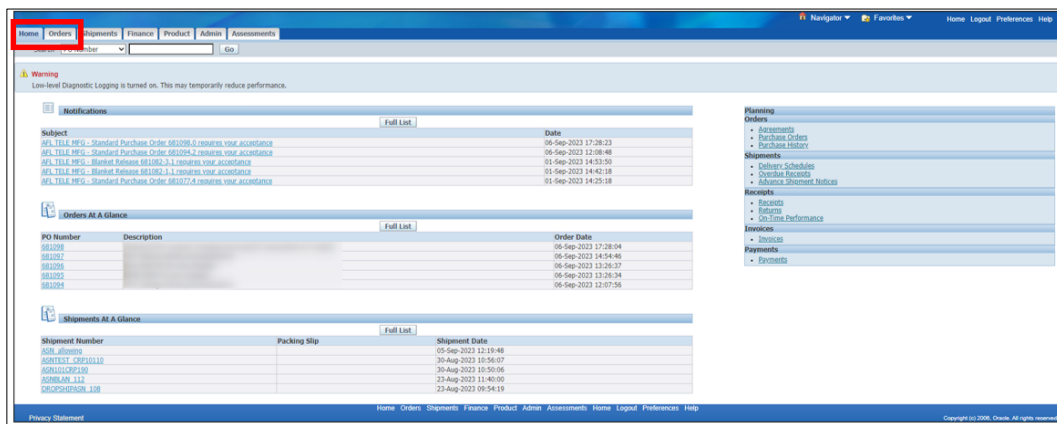 Navigator Favorites Home Logout Preferences Help
Home Orders Shipments Finance Product Admin Assessments
PO Number Go
Warning
Low-level Diagnostic Logging is turned on. This may temporarily reduce performance.
Notifications
Full List
Subject Date
AFL TELE MFG - Standard Purchase Order 681098,0 requires your acceptance 06-Sep-2023 17:28:23
AFL TELE MFG - Standard Purchase Order 681094,2 requires your acceptance 06-Sep-2023 12:08:48
AFL TELE MFG - Blanket Release 681082-3,1 requires your acceptance 01-Sep-2023 14:53:50
AFL TELE MFG - Blanket Release 681082-1,1 requires your acceptance 01-Sep-2023 14:42:18
AFL TELE MFG - Standard Purchase Order 681077,4 requires your acceptance 01-Sep-2023 14:25:18
Orders At A Glance
Full List
PO Number Description Order Date
681098 06-Sep-2023 17:28:04
681097 06-Sep-2023 14:54:46
681096 06-Sep-2023 13:26:37
681095 06-Sep-2023 13:26:34
681094 06-Sep-2023 12:07:56
Shipments At A Glance
Full List
Shipment Number Packing Slip Shipment Date
ASN_allowing 05-Sep-2023 12:19:48
ASNTEST_CRP10110 30-Aug-2023 10:56:07
ASN101CRP190 30-Aug-2023 10:50:06
ASNBLAN_112 23-Aug-2023 11:40:00
DROPSHIPASN_108 23-Aug-2023 09:54:19
Planning
Orders
Agreements
Purchase Orders
Purchase History
Shipments
Delivery Schedules
Overdue Receipts
Advance Shipment Notices
Receipts
Receipts
Returns
On-Time Performance
Invoices
Invoices
Payments
Payments
Home Orders Shipments Finance Product Admin Assessments Home Logout Preferences Help
Privacy Statement Copyright (c) 2006, Oracle. All rights reserved.